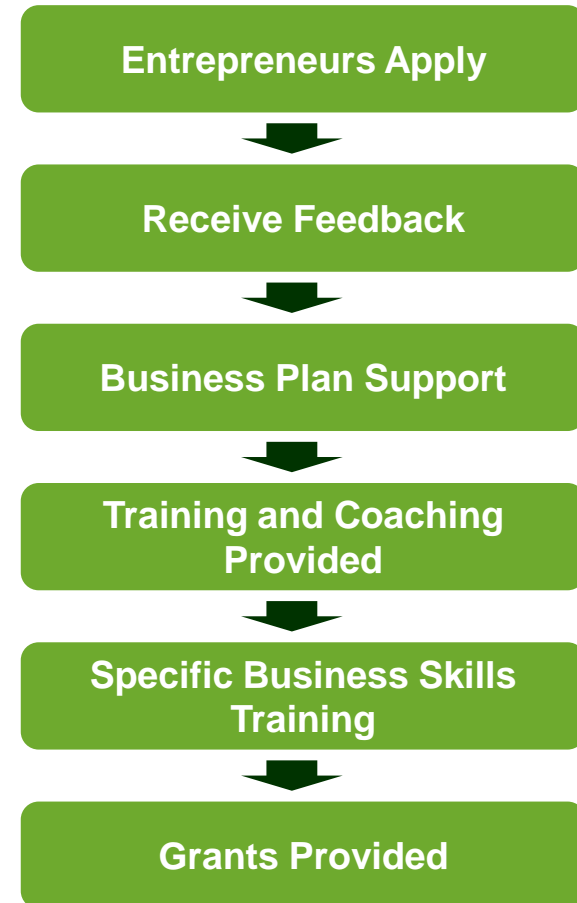 Entrepreneurs Apply
Receive Feedback
Business Plan Support
Training and Coaching
Provided
Specific Business Skills
Training
Grants Provided